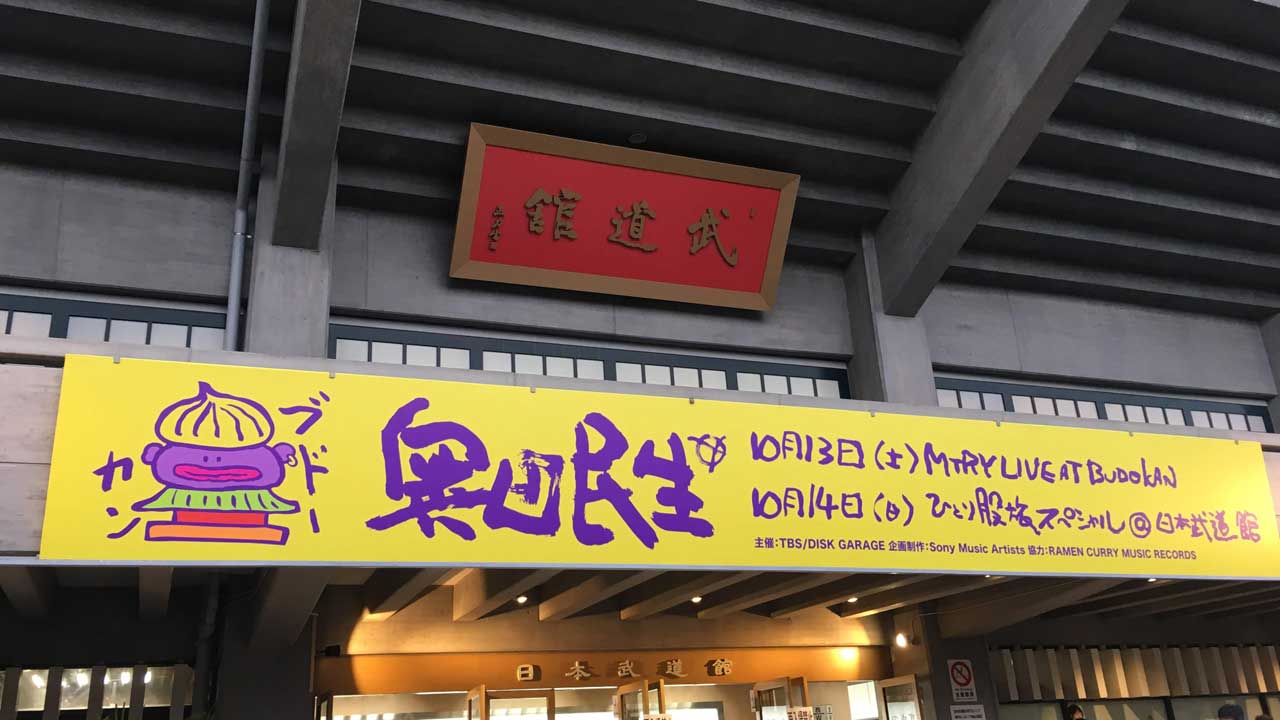 武道館
ブドー
カン
奥田民生
10月13日(土) MTRY LIVE AT BUDOKAN
10月14日(日) ひとり股旅スペシャル@日本武道館
主催:TBS/DISK GARAGE 企画制作:Sony Music Artists 協力:RAMEN CURRY MUSIC RECORDS
日本武道館